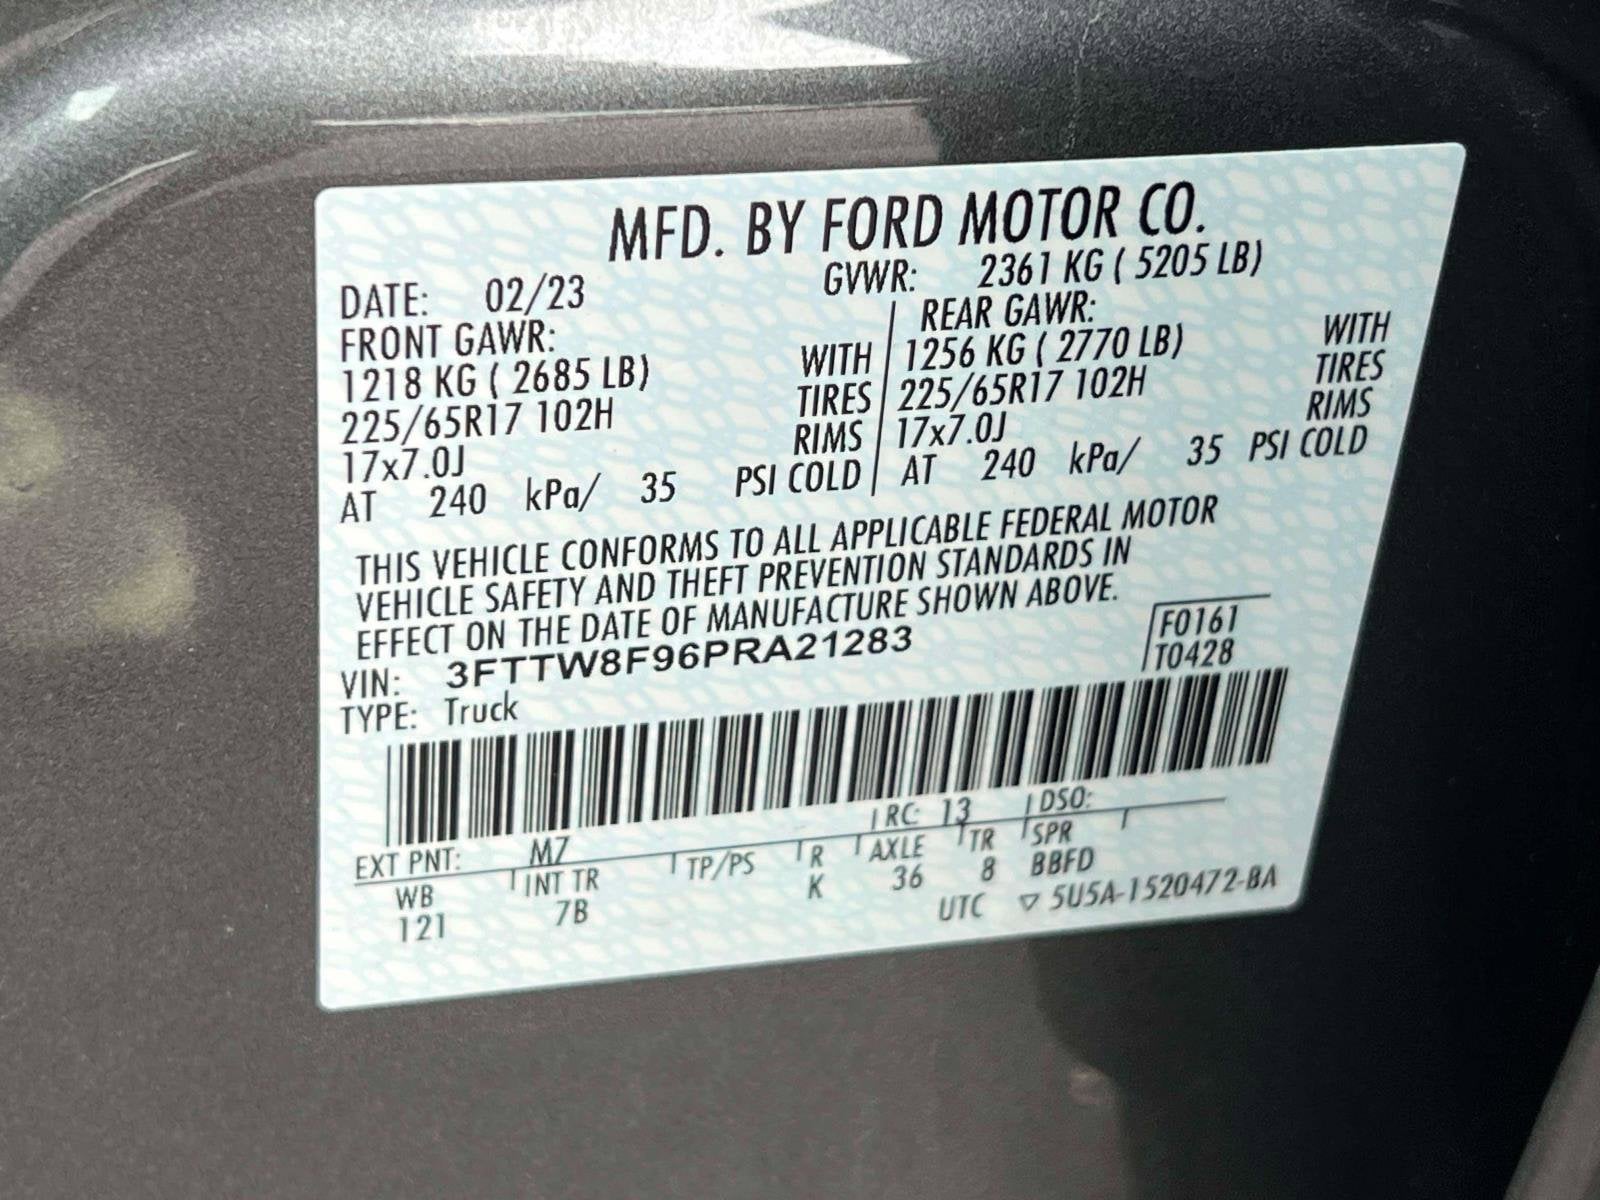 MFD. BY FORD MOTOR CO.
DATE: 02/23 GVWR: 2361 KG ( 5205 LB)
FRONT GAWR: REAR GAWR:
1218 KG ( 2685 LB) WITH 1256 KG ( 2770 LB) WITH
225/65R17 102H TIRES 225/65R17 102H TIRES
17x7.0J RIMS 17x7.0J RIMS
AT 240 kPa/ 35 PSI COLD AT 240 kPa/ 35 PSI COLD
THIS VEHICLE CONFORMS TO ALL APPLICABLE FEDERAL MOTOR
VEHICLE SAFETY AND THEFT PREVENTION STANDARDS IN
EFFECT ON THE DATE OF MANUFACTURE SHOWN ABOVE.
VIN: 3FTTW8F96PRA21283 F0161
TYPE: Truck T0428
EXT PNT: M7 RC: 13 DSO:
WB INT TR TP/PS R AXLE TR SPR
121 7B K 36 8 BBFD
UTC ▽ 5U5A-1520472-BA